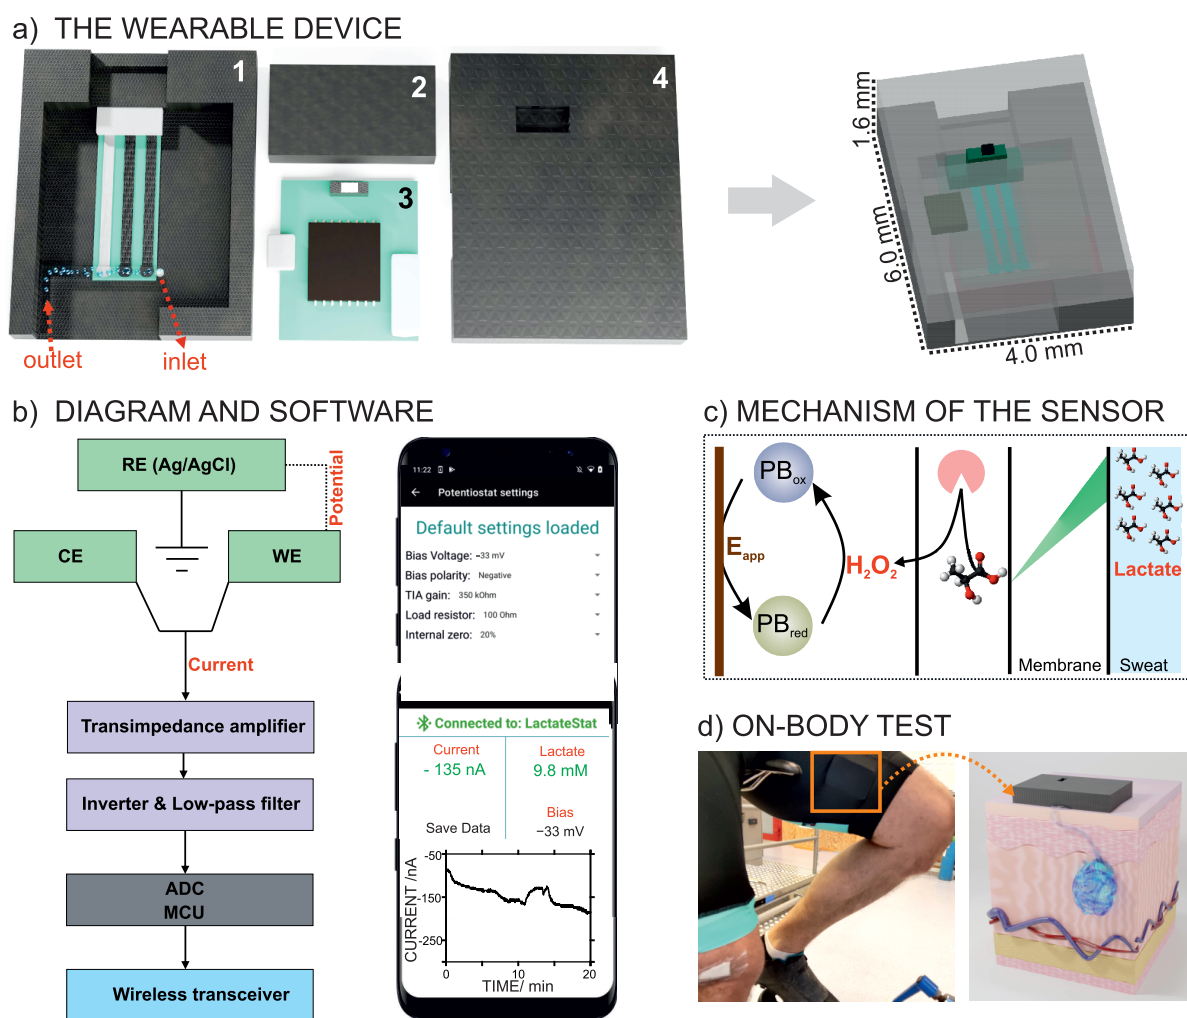 a) THE WEARABLE DEVICE
1
2
3
4
outlet
inlet
1.6 mm
6.0 mm
4.0 mm
b) DIAGRAM AND SOFTWARE
RE (Ag/AgCl)
Potential
CE
WE
Current
Transimpedance amplifier
Inverter & Low-pass filter
ADC
MCU
Wireless transceiver
11:22
Potentiostat settings
Default settings loaded
Bias Voltage: -33 mV
Bias polarity: Negative
TIA gain: 350 kOhm
Load resistor: 100 Ohm
Internal zero: 20%
Connected to: LactateStat
Current
- 135 nA
Lactate
9.8 mM
Save Data
Bias
−33 mV
CURRENT /nA
-50
-150
-250
0
10
20
TIME/ min
c) MECHANISM OF THE SENSOR
PBox
Eapp
H2O2
PBred
Lactate
Membrane
Sweat
d) ON-BODY TEST